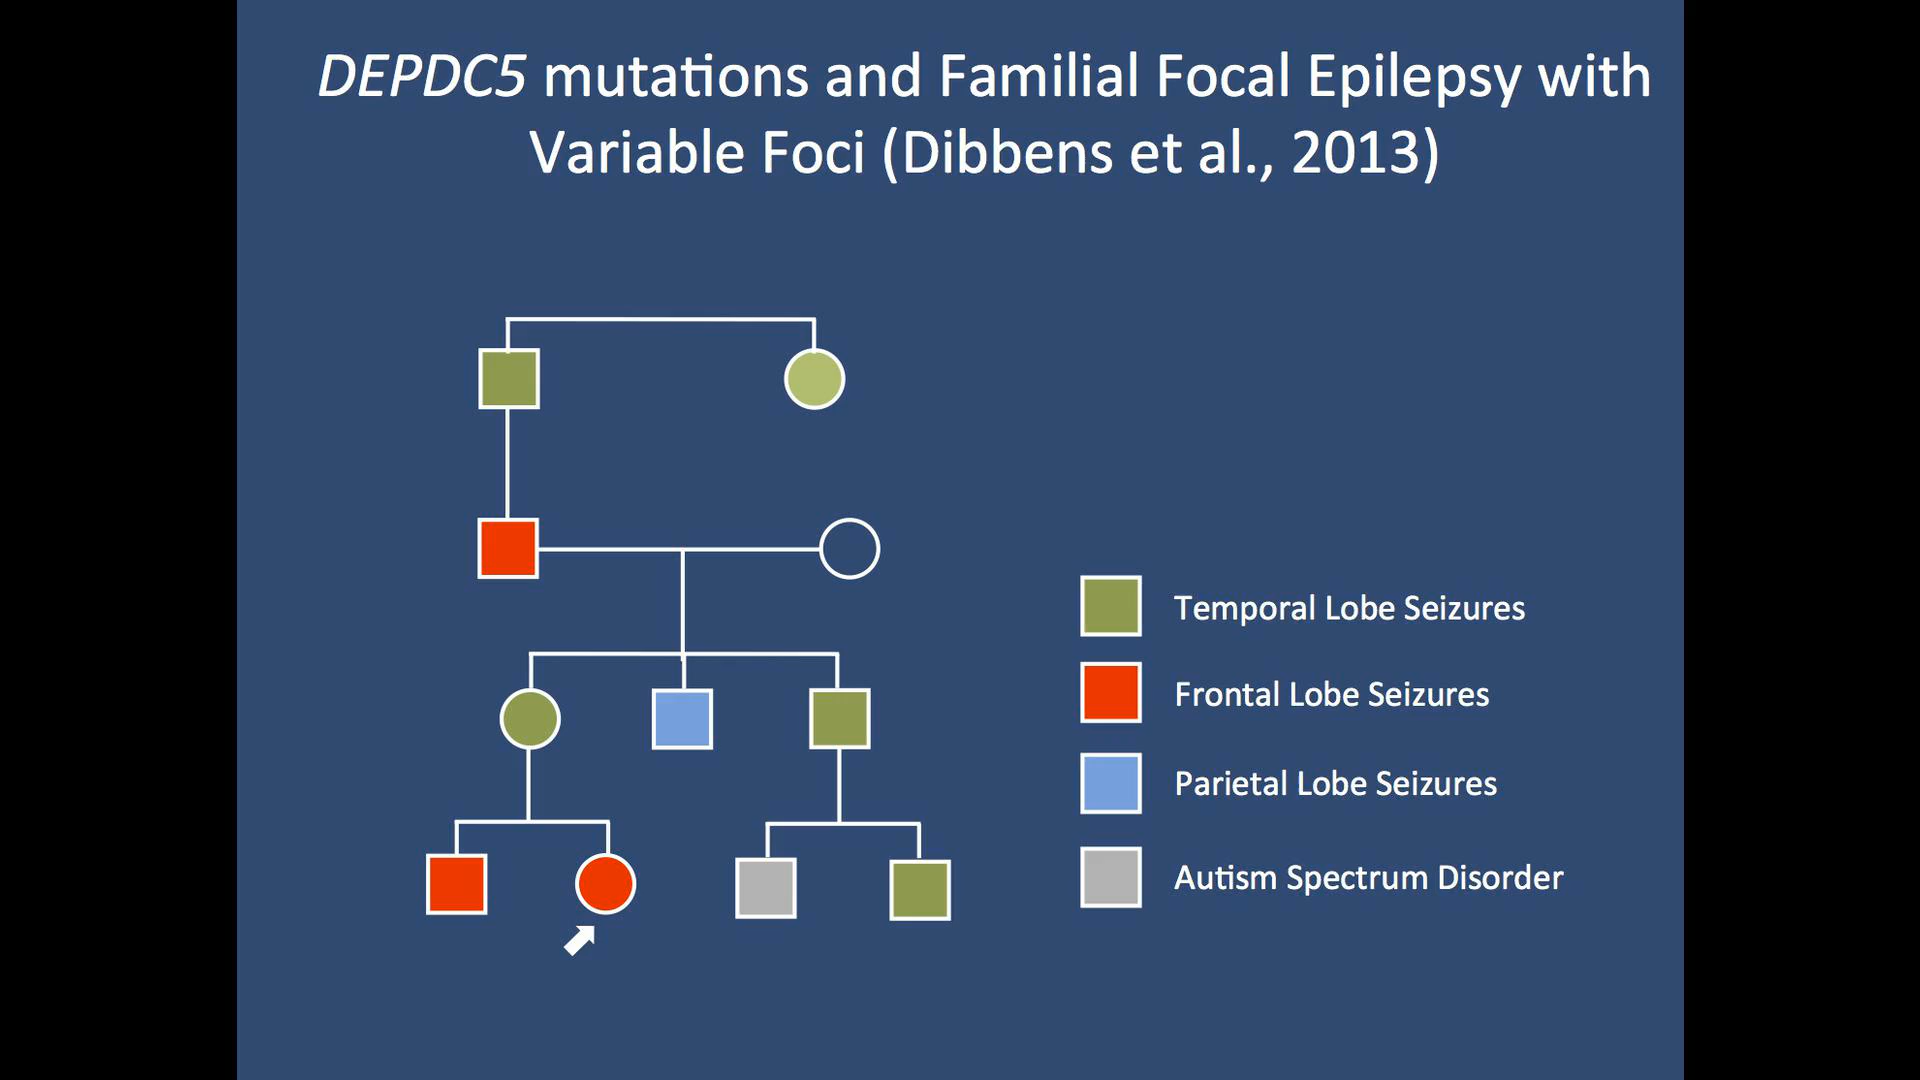 DEPDC5 mutations and Familial Focal Epilepsy with
Variable Foci (Dibbens et al., 2013)
Temporal Lobe Seizures
Frontal Lobe Seizures
Parietal Lobe Seizures
Autism Spectrum Disorder